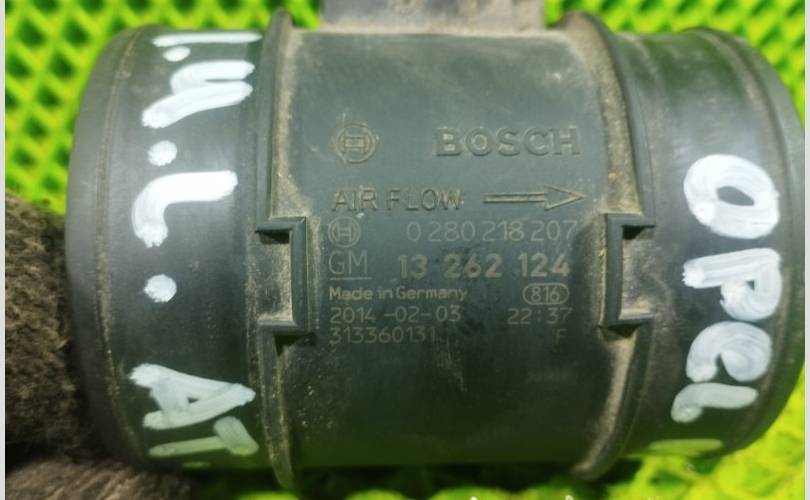 BOSCH
AIR FLOW
0 280 218 207
GM 13 262 124
Made in Germany 816
2014-02-03 22:37
313360131 F
OPEL